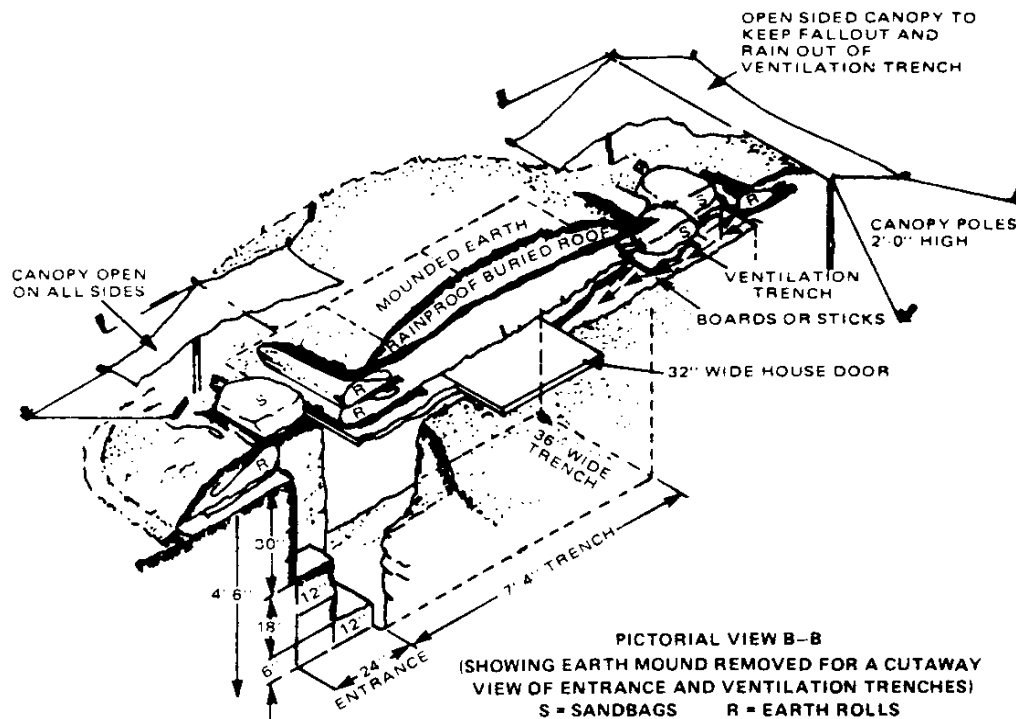 OPEN SIDED CANOPY TO
KEEP FALLOUT AND
RAIN OUT OF
VENTILATION TRENCH
CANOPY POLES
2'-0" HIGH
CANOPY OPEN
ON ALL SIDES
MOUNDED EARTH
RAINPROOF BURIED ROOF
S
S
R
VENTILATION
TRENCH
BOARDS OR STICKS
32" WIDE HOUSE DOOR
R
R
S
R
36" WIDE
TRENCH
7' 4" TRENCH
30"
4' 6"
12"
18"
12"
6"
24"
ENTRANCE
PICTORIAL VIEW B-B
(SHOWING EARTH MOUND REMOVED FOR A CUTAWAY
VIEW OF ENTRANCE AND VENTILATION TRENCHES)
S = SANDBAGS R = EARTH ROLLS